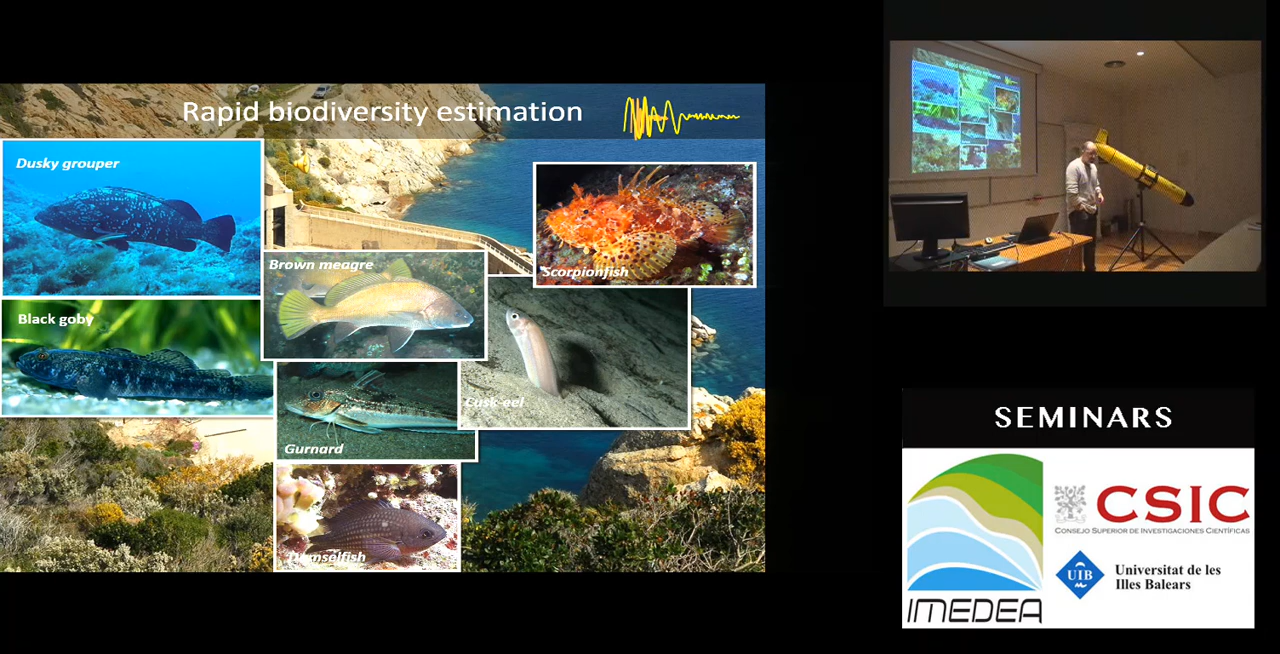 Rapid biodiversity estimation
Dusky grouper
Brown meagre
Scorpionfish
Black goby
Cusk-eel
Gurnard
Damselfish
SEMINARS
CSIC
CONSEJO SUPERIOR DE INVESTIGACIONES CIENTÍFICAS
UIB
Universitat de les
Illes Balears
IMEDEA